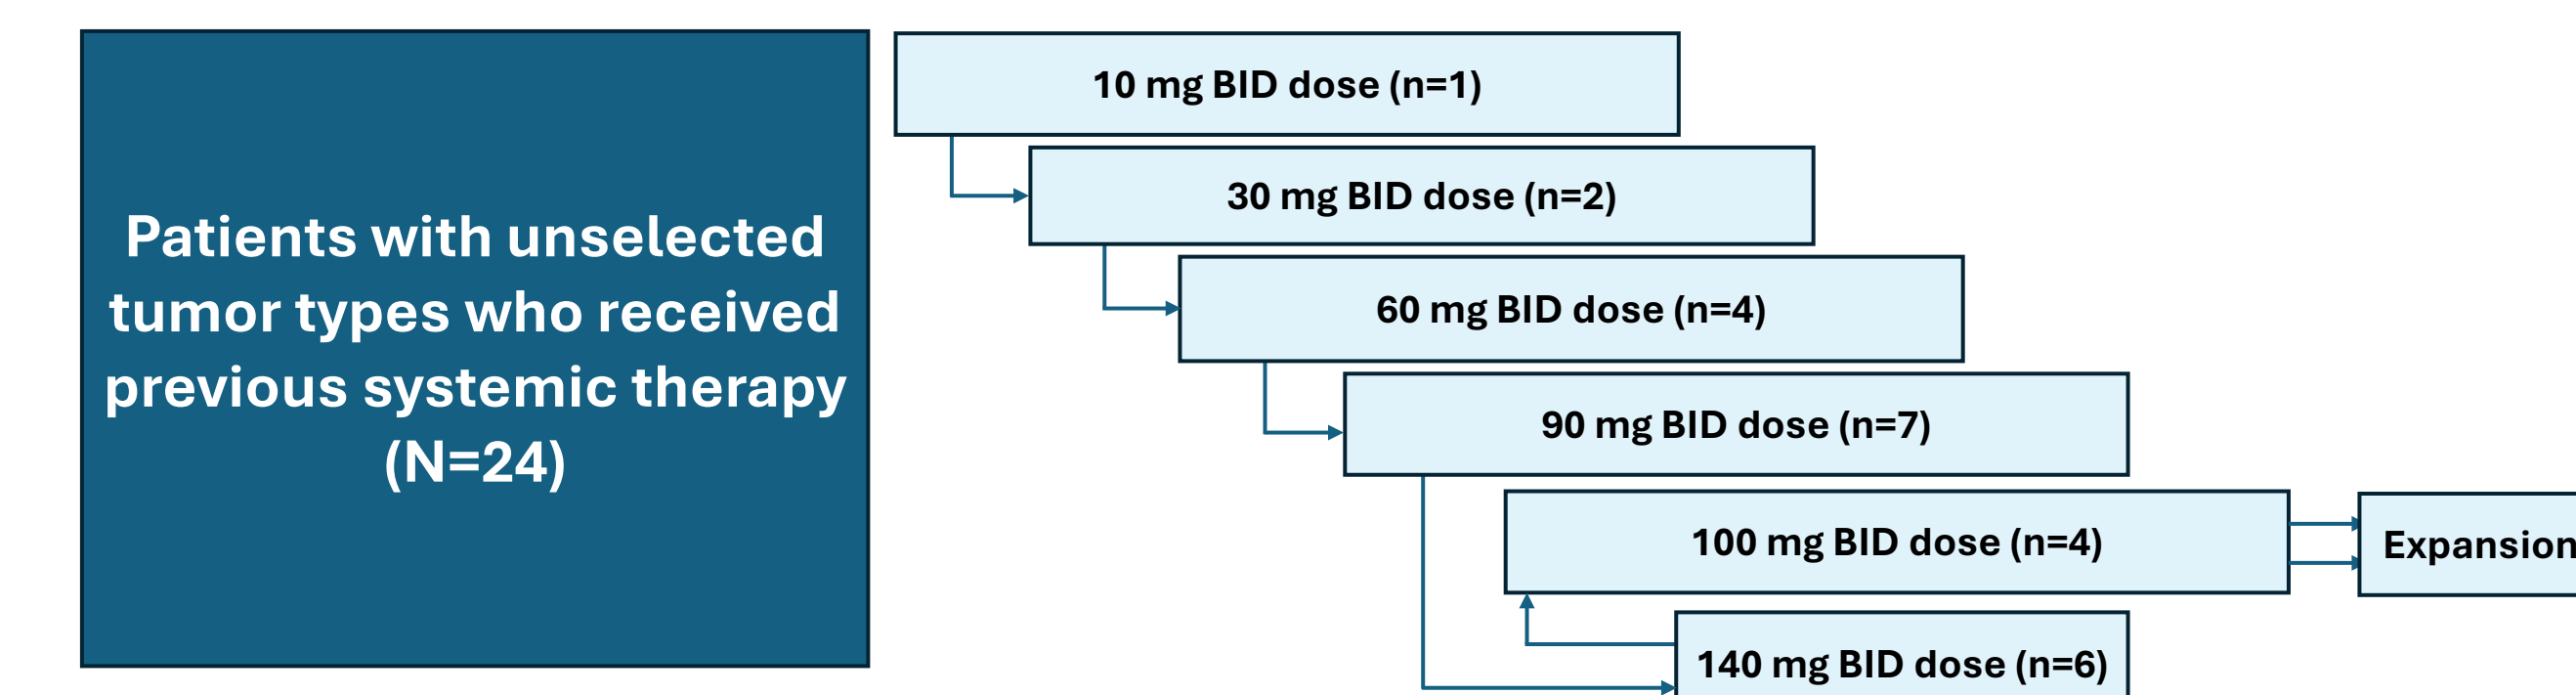 Patients with unselected
tumor types who received
previous systemic therapy
(N=24)
10 mg BID dose (n=1)
30 mg BID dose (n=2)
60 mg BID dose (n=4)
90 mg BID dose (n=7)
100 mg BID dose (n=4)
Expansion
140 mg BID dose (n=6)